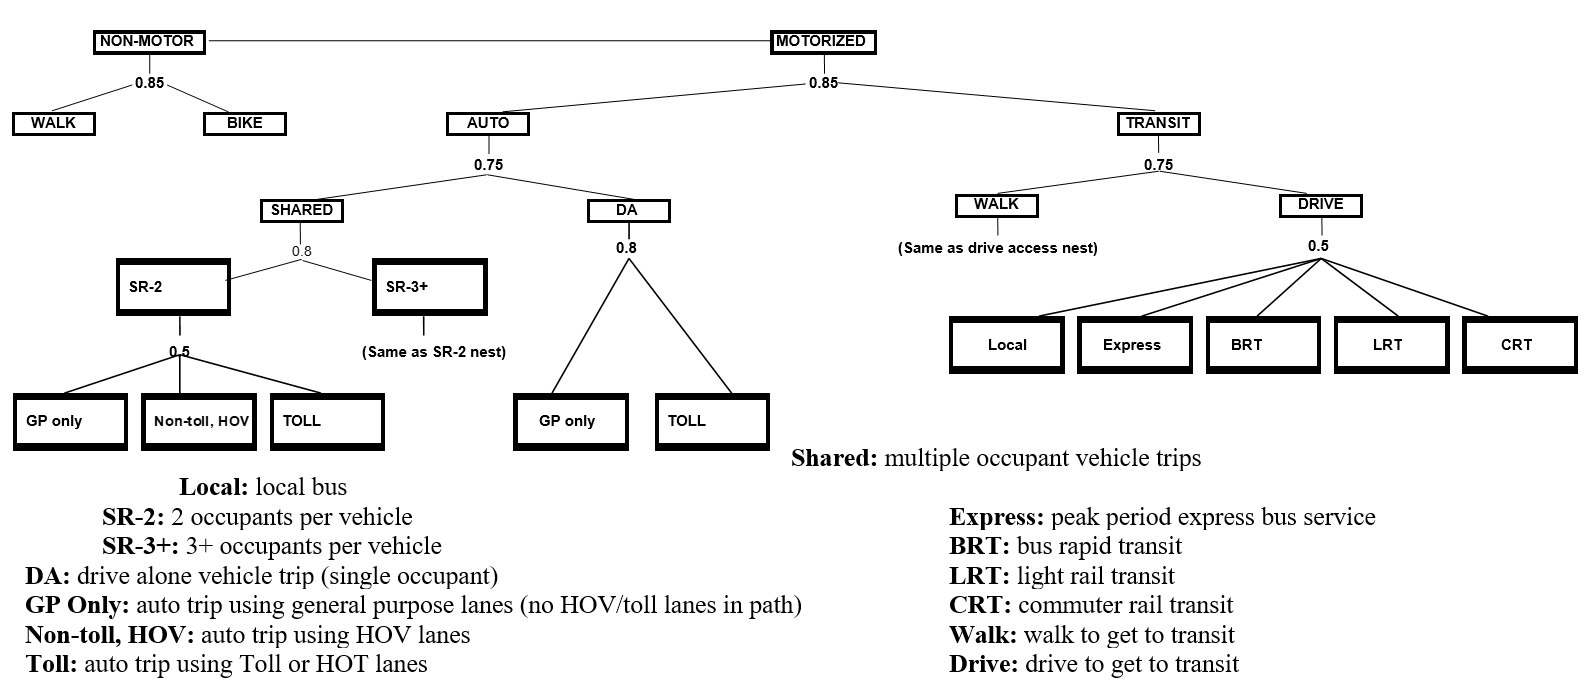 NON-MOTOR MOTORIZED
0.85 0.85
WALK BIKE AUTO TRANSIT
0.75 0.75
SHARED DA WALK DRIVE
0.8 0.8 (Same as drive access nest) 0.5
SR-2 SR-3+
Local Express BRT LRT CRT
0.5 (Same as SR-2 nest)
GP only Non-toll, HOV TOLL GP only TOLL
Shared: multiple occupant vehicle trips
Local: local bus
SR-2: 2 occupants per vehicle
SR-3+: 3+ occupants per vehicle
DA: drive alone vehicle trip (single occupant)
GP Only: auto trip using general purpose lanes (no HOV/toll lanes in path)
Non-toll, HOV: auto trip using HOV lanes
Toll: auto trip using Toll or HOT lanes
Express: peak period express bus service
BRT: bus rapid transit
LRT: light rail transit
CRT: commuter rail transit
Walk: walk to get to transit
Drive: drive to get to transit